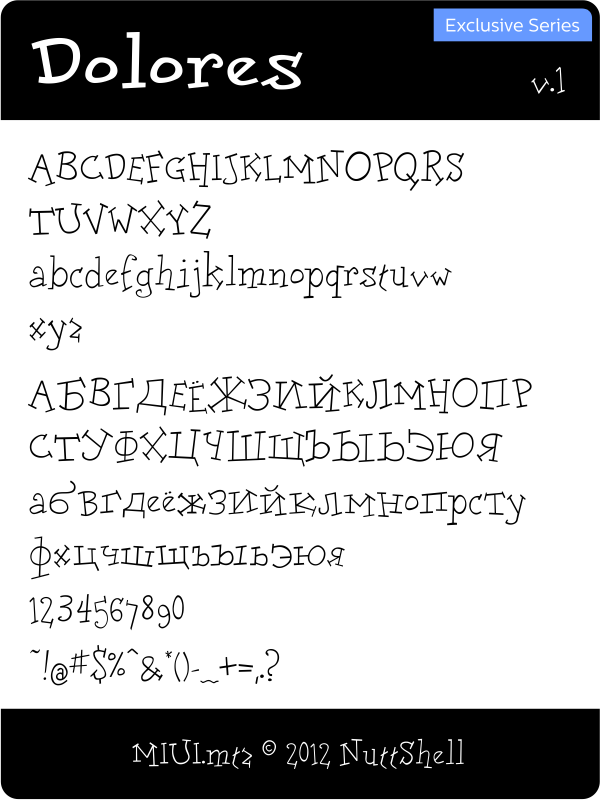 Exclusive Series
Dolores
v.1
ABCDEFGHIJKLMNOPQRS
TUVWXYZ
abcdefghijklmnopqrstuvw
xyz
АБВГДЕЁЖЗИЙКЛМНОПР
СТУФХЦЧШЩЪЫЬЭЮЯ
абвгдеёжзийклмнопрсту
фхцчшщъыьэюя
1234567890
~!@#$%^&*()-_+=,.?
MIUI.mtz © 2012 NuttShell